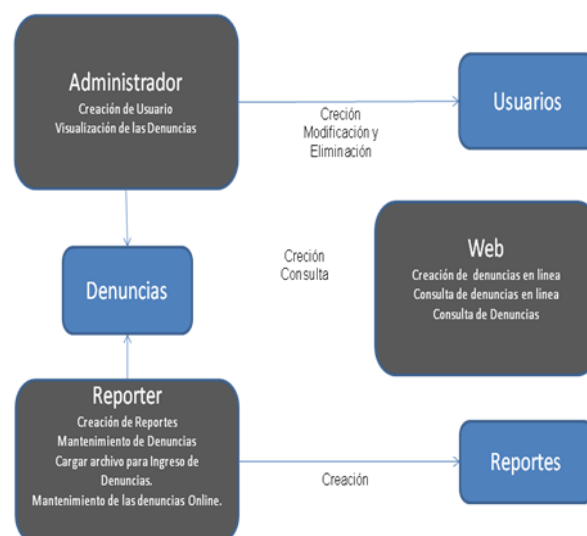 Administrador
Creación de Usuario
Visualización de las Denuncias
Creción
Modificación y
Eliminación
Usuarios
Denuncias
Creción
Consulta
Web
Creación de denuncias en linea
Consulta de denuncias en linea
Consulta de Denuncias
Reporter
Creación de Reportes
Mantenimiento de Denuncias
Cargar archivo para Ingreso de
Denuncias.
Mantenimiento de las denuncias Online.
Creación
Reportes